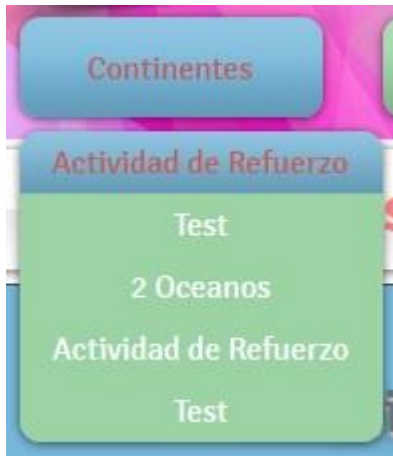 Continentes
Actividad de Refuerzo
Test
2 Oceanos
Actividad de Refuerzo
Test